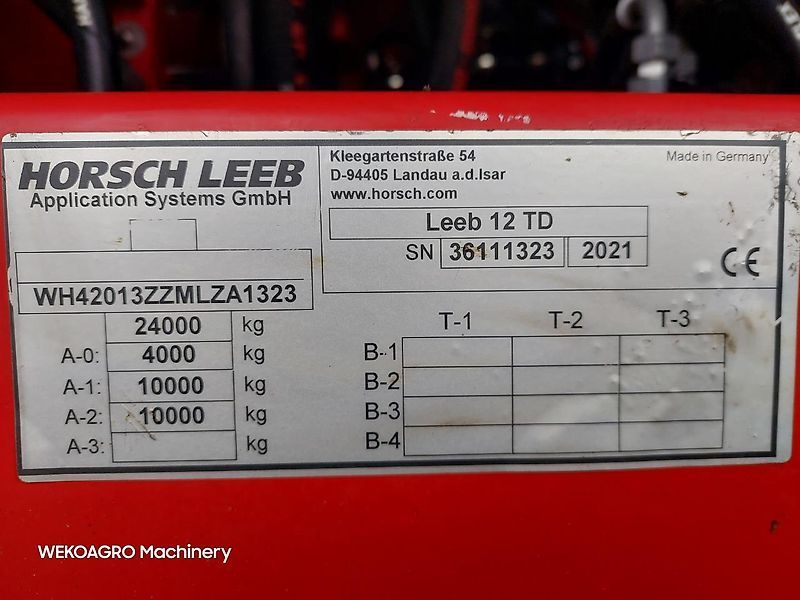 HORSCH LEEB
Application Systems GmbH
Kleegartenstraße 54
D-94405 Landau a.d.Isar
www.horsch.com
Made in Germany
Leeb 12 TD
SN 36111323 2021
CE
WH42013ZZMLZA1323
24000 kg
A-0: 4000 kg
A-1: 10000 kg
A-2: 10000 kg
A-3: kg
T-1 T-2 T-3
B-1
B-2
B-3
B-4
WEKOAGRO Machinery